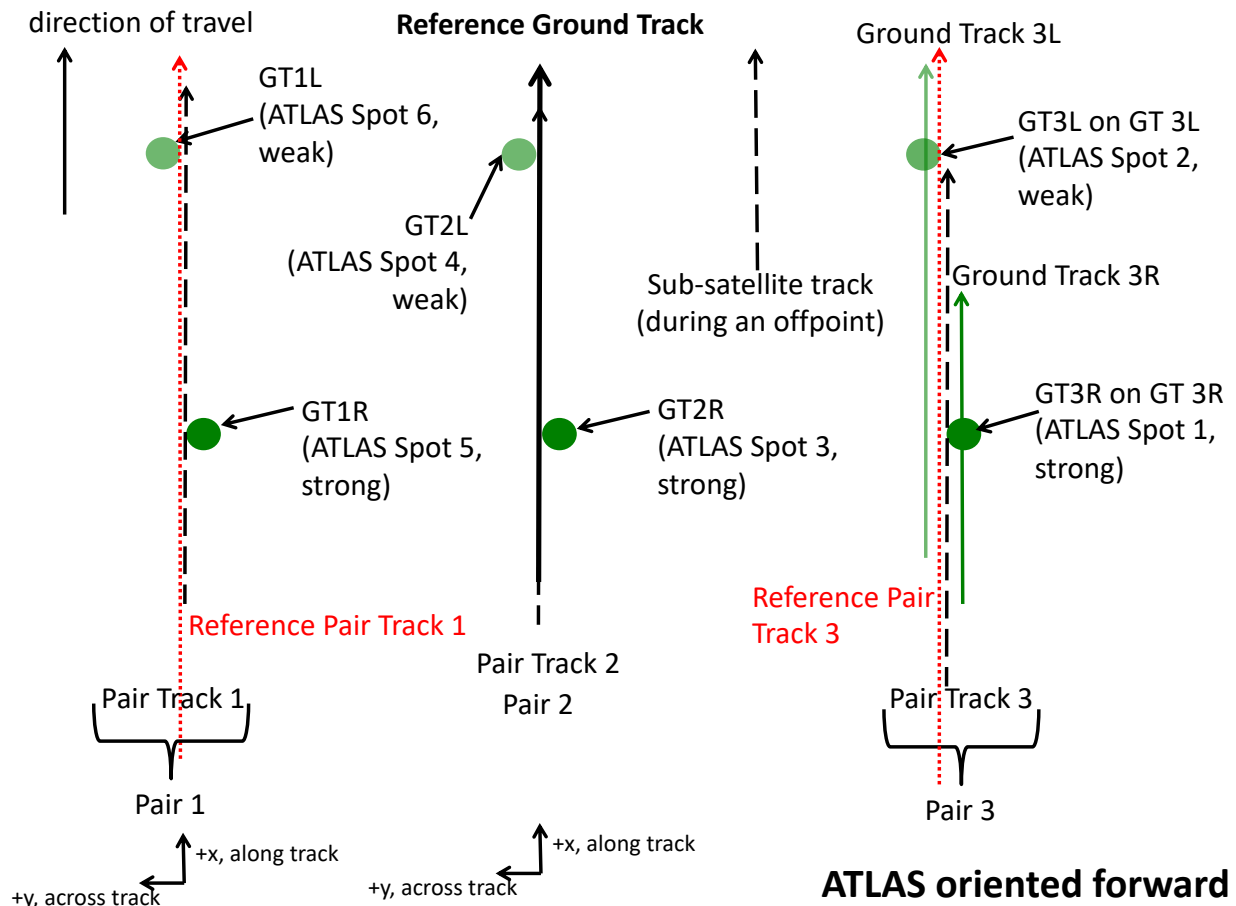 direction of travel
Reference Ground Track
Ground Track 3L
GT1L
(ATLAS Spot 6,
weak)
GT3L on GT 3L
(ATLAS Spot 2,
weak)
GT2L
(ATLAS Spot 4,
weak)
Sub-satellite track
(during an offpoint)
Ground Track 3R
GT1R
(ATLAS Spot 5,
strong)
GT2R
(ATLAS Spot 3,
strong)
GT3R on GT 3R
(ATLAS Spot 1,
strong)
Reference Pair Track 1
Reference Pair
Track 3
Pair Track 1
Pair Track 2
Pair 2
Pair Track 3
Pair 1
Pair 3
+x, along track
+y, across track
+x, along track
+y, across track
ATLAS oriented forward